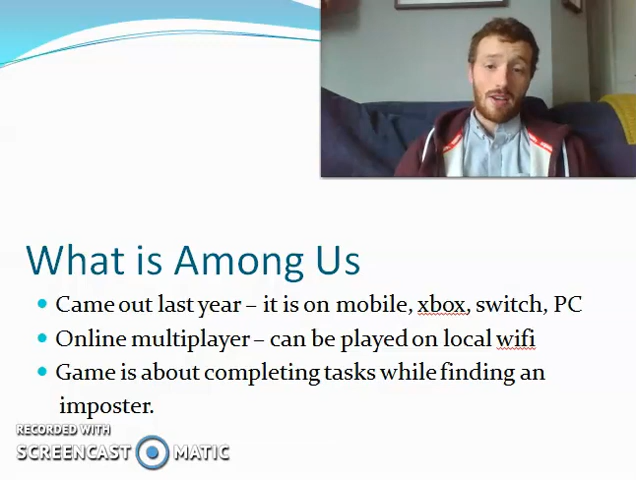 What is Among Us
Came out last year – it is on mobile, xbox, switch, PC
Online multiplayer – can be played on local wifi
Game is about completing tasks while finding an
imposter.
RECORDED WITH
SCREENCAST MATIC